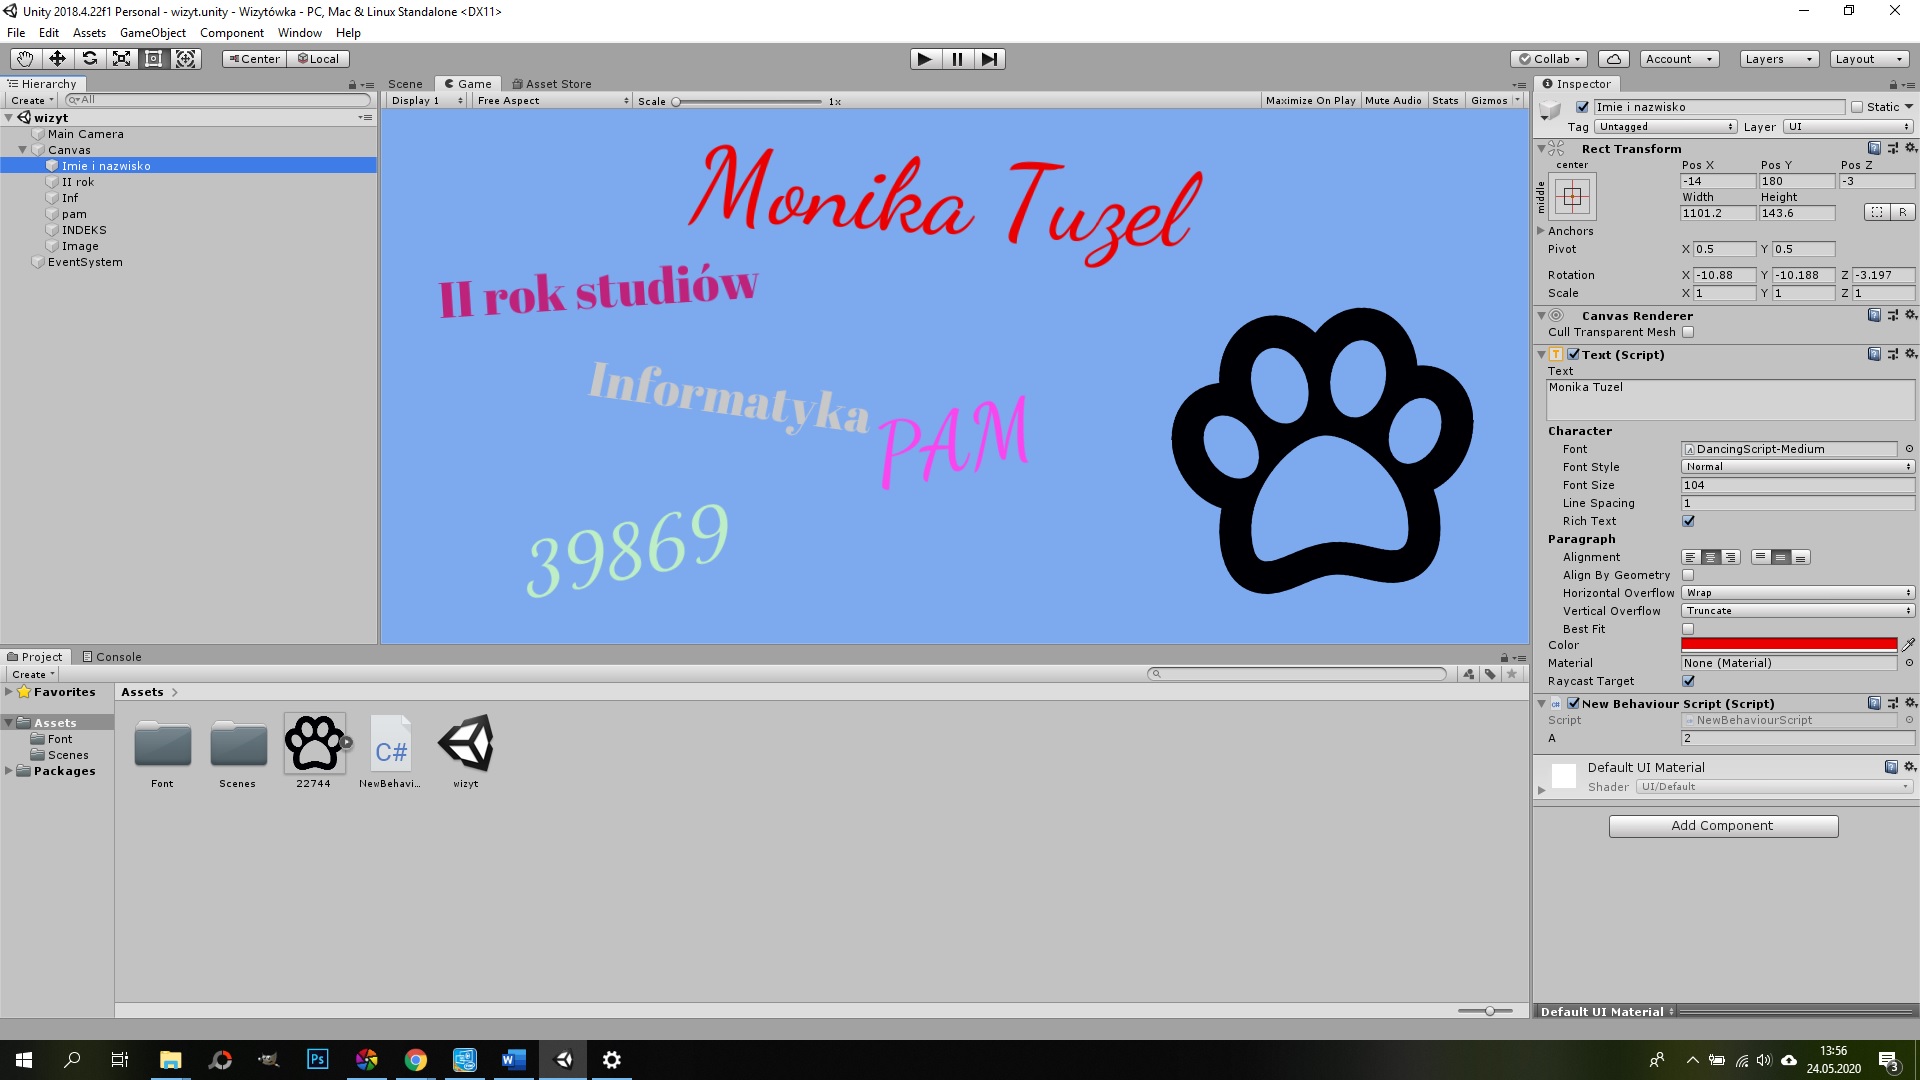 Unity 2018.4.22f1 Personal - wizyt.unity - Wizytówka - PC, Mac & Linux Standalone <DX11>
File Edit Assets GameObject Component Window Help
Center Local Collab Account Layers Layout
Hierarchy
Create All
wizyt
Main Camera
Canvas
Imie i nazwisko
II rok
Inf
pam
INDEKS
Image
EventSystem
Scene Game Asset Store
Display 1 Free Aspect Scale 1x Maximize On Play Mute Audio Stats Gizmos
Monika Tuzel
II rok studiów
Informatyka
PAM
39869
Inspector
Imie i nazwisko Static
Tag Untagged Layer UI
Rect Transform
center Pos X Pos Y Pos Z
middle -14 180 -3
Width Height
1101.2 143.6 R
Anchors
Pivot X 0.5 Y 0.5
Rotation X -10.88 Y -10.188 Z -3.197
Scale X 1 Y 1 Z 1
Canvas Renderer
Cull Transparent Mesh
T Text (Script)
Text
Monika Tuzel
Character
Font DancingScript-Medium
Font Style Normal
Font Size 104
Line Spacing 1
Rich Text
Paragraph
Alignment
Align By Geometry
Horizontal Overflow Wrap
Vertical Overflow Truncate
Best Fit
Color
Material None (Material)
Raycast Target
New Behaviour Script (Script)
Script NewBehaviourScript
A 2
Default UI Material
Shader UI/Default
Add Component
Default UI Material
Project Console
Create
Favorites
Assets
Font
Scenes
Packages
Assets
C#
Font Scenes 22744 NewBehavi... wizyt
Ps
W
13:56
24.05.2020
3